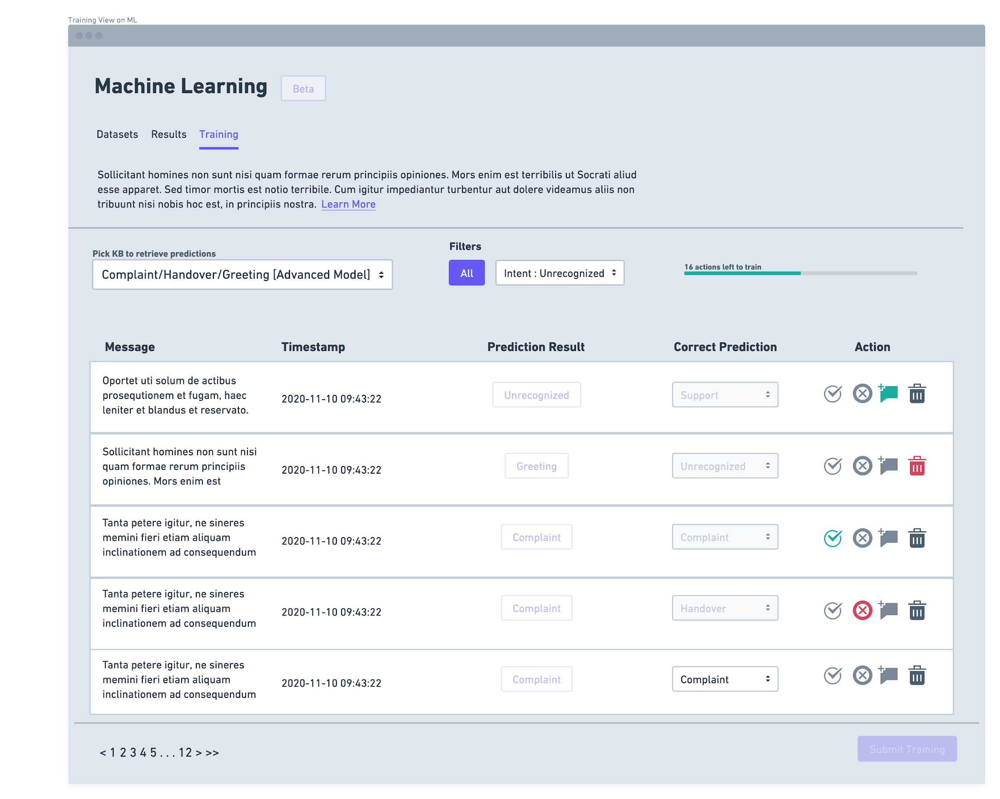 Training View on ML
Machine Learning
Beta
Datasets Results Training
Sollicitant homines non sunt nisi quam formae rerum principiis opiniones. Mors enim est terribilis ut Socrati aliud
esse apparet. Sed timor mortis est notio terribile. Cum igitur impediantur turbentur aut dolere videamus aliis non
tribuunt nisi nobis hoc est, in principiis nostra. Learn More
Pick KB to retrieve predictions
Complaint/Handover/Greeting [Advanced Model]
Filters
All
Intent : Unrecognized
16 actions left to train
Message Timestamp Prediction Result Correct Prediction Action
Oportet uti solum de actibus
prosequtionem et fugam, haec
leniter et blandus et reservato.
2020-11-10 09:43:22
Unrecognized
Support
Sollicitant homines non sunt nisi
quam formae rerum principiis
opiniones. Mors enim est
2020-11-10 09:43:22
Greeting
Unrecognized
Tanta petere igitur, ne sineres
memini fieri etiam aliquam
inclinationem ad consequendum
2020-11-10 09:43:22
Complaint
Complaint
Tanta petere igitur, ne sineres
memini fieri etiam aliquam
inclinationem ad consequendum
2020-11-10 09:43:22
Complaint
Handover
Tanta petere igitur, ne sineres
memini fieri etiam aliquam
inclinationem ad consequendum
2020-11-10 09:43:22
Complaint
Complaint
< 1 2 3 4 5 . . . 12 > >>
Submit Training